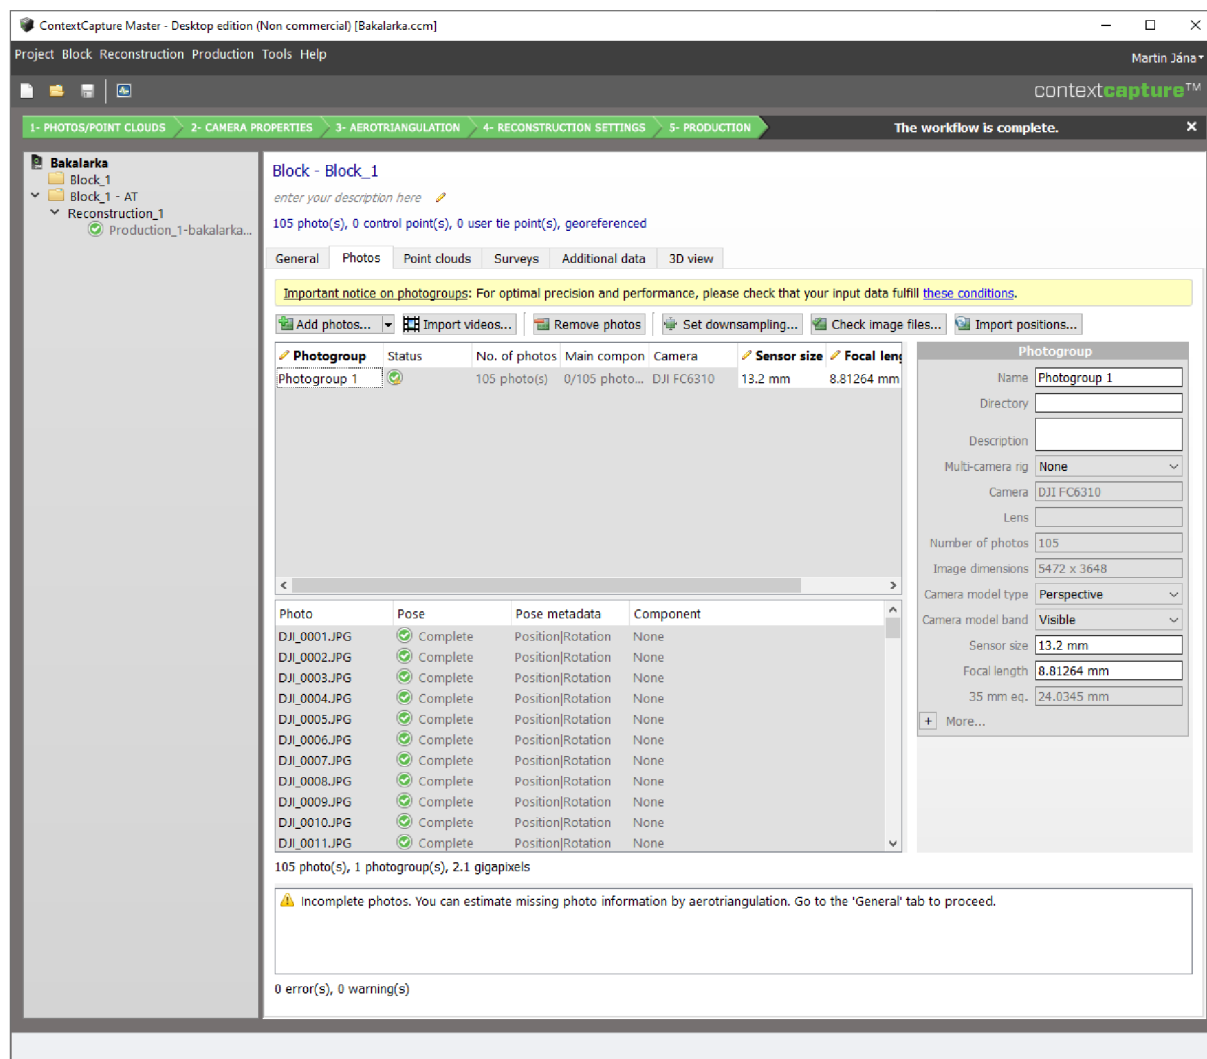 ContextCapture Master - Desktop edition (Non commercial) [Bakalarka.ccm]
Project Block Reconstruction Production Tools Help
Martin Jána
contextcapture™
1- PHOTOS/POINT CLOUDS 2- CAMERA PROPERTIES 3- AEROTRIANGULATION 4- RECONSTRUCTION SETTINGS 5- PRODUCTION The workflow is complete.
Bakalarka
Block_1
Block_1 - AT
Reconstruction_1
Production_1-bakalarka...
Block - Block_1
enter your description here
105 photo(s), 0 control point(s), 0 user tie point(s), georeferenced
General Photos Point clouds Surveys Additional data 3D view
Important notice on photogroups: For optimal precision and performance, please check that your input data fulfill these conditions.
Add photos... Import videos... Remove photos Set downsampling... Check image files... Import positions...
Photogroup Status No. of photos Main compon Camera Sensor size Focal leng
Photogroup 1 105 photo(s) 0/105 photo... DJI FC6310 13.2 mm 8.81264 mm
Photo Pose Pose metadata Component
DJI_0001.JPG Complete Position|Rotation None
DJI_0002.JPG Complete Position|Rotation None
DJI_0003.JPG Complete Position|Rotation None
DJI_0004.JPG Complete Position|Rotation None
DJI_0005.JPG Complete Position|Rotation None
DJI_0006.JPG Complete Position|Rotation None
DJI_0007.JPG Complete Position|Rotation None
DJI_0008.JPG Complete Position|Rotation None
DJI_0009.JPG Complete Position|Rotation None
DJI_0010.JPG Complete Position|Rotation None
DJI_0011.JPG Complete Position|Rotation None
Photogroup
Name Photogroup 1
Directory
Description
Multi-camera rig None
Camera DJI FC6310
Lens
Number of photos 105
Image dimensions 5472 x 3648
Camera model type Perspective
Camera model band Visible
Sensor size 13.2 mm
Focal length 8.81264 mm
35 mm eq. 24.0345 mm
+ More...
105 photo(s), 1 photogroup(s), 2.1 gigapixels
Incomplete photos. You can estimate missing photo information by aerotriangulation. Go to the 'General' tab to proceed.
0 error(s), 0 warning(s)